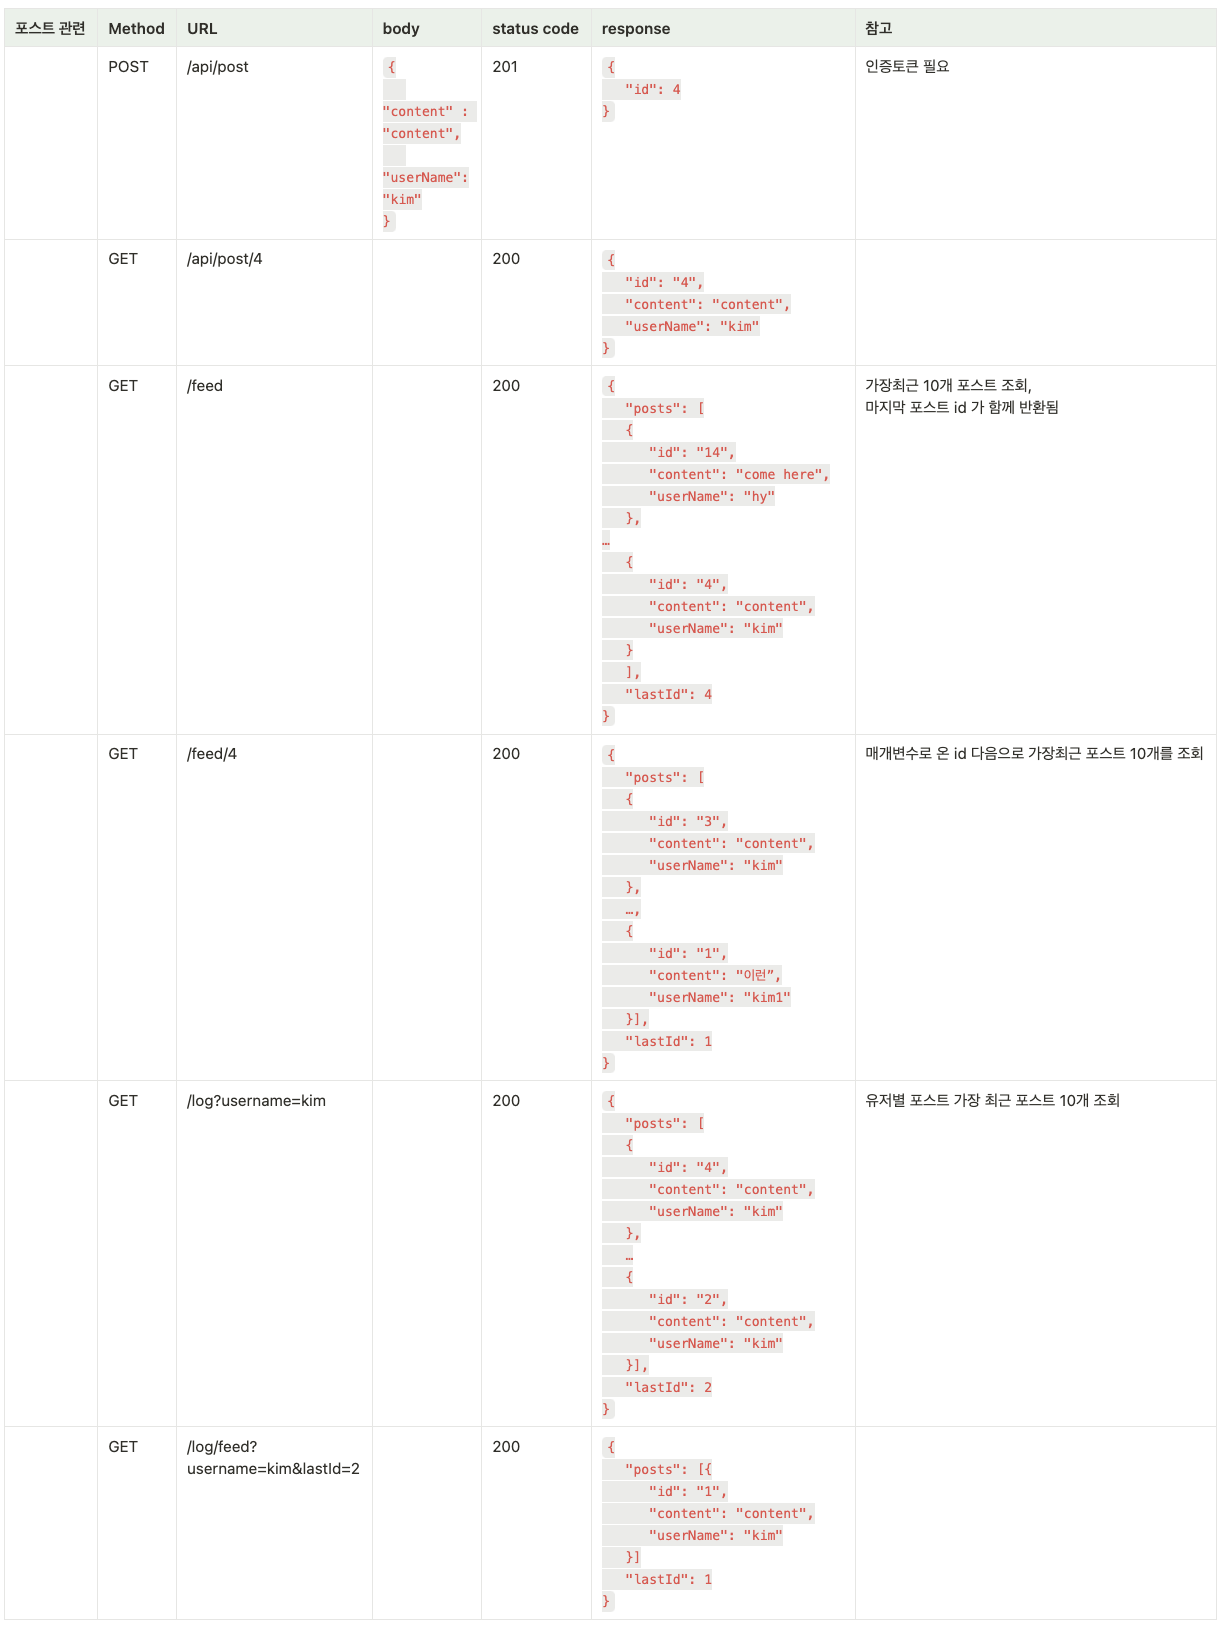 포스트 관련 Method URL body status code response 참고
POST /api/post 201 인증토큰 필요
{
"content" :
"content",
"userName":
"kim"
}
{
"id": 4
}
GET /api/post/4 200
{
"id": "4",
"content": "content",
"userName": "kim"
}
GET /feed 200
{
"posts": [
{
"id": "14",
"content": "come here",
"userName": "hy"
},
…
{
"id": "4",
"content": "content",
"userName": "kim"
}
],
"lastId": 4
}
가장최근 10개 포스트 조회,
마지막 포스트 id 가 함께 반환됨
GET /feed/4 200
{
"posts": [
{
"id": "3",
"content": "content",
"userName": "kim"
},
…,
{
"id": "1",
"content": "이런”,
"userName": "kim1"
}],
"lastId": 1
}
매개변수로 온 id 다음으로 가장최근 포스트 10개를 조회
GET /log?username=kim 200
{
"posts": [
{
"id": "4",
"content": "content",
"userName": "kim"
},
…
{
"id": "2",
"content": "content",
"userName": "kim"
}],
"lastId": 2
}
유저별 포스트 가장 최근 포스트 10개 조회
GET /log/feed?
username=kim&lastId=2
200
{
"posts": [{
"id": "1",
"content": "content",
"userName": "kim"
}]
"lastId": 1
}